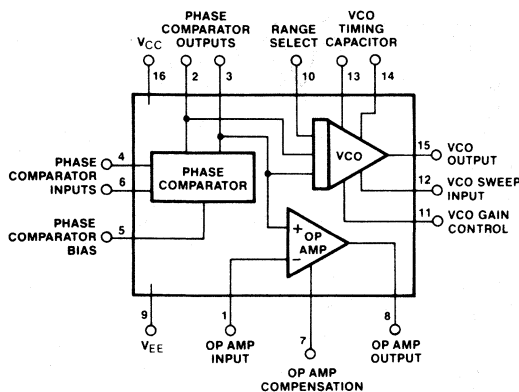 PHASE
COMPARATOR
OUTPUTS
RANGE
SELECT
VCO
TIMING
CAPACITOR
VCC
16
2
3
10
13
14
PHASE
COMPARATOR
INPUTS
4
6
PHASE
COMPARATOR
VCO
15
VCO
OUTPUT
12
VCO SWEEP
INPUT
11
VCO GAIN
CONTROL
PHASE
COMPARATOR
BIAS
5
+
OP
AMP
−
9
VEE
1
OP AMP
INPUT
7
OP AMP
COMPENSATION
8
OP AMP
OUTPUT